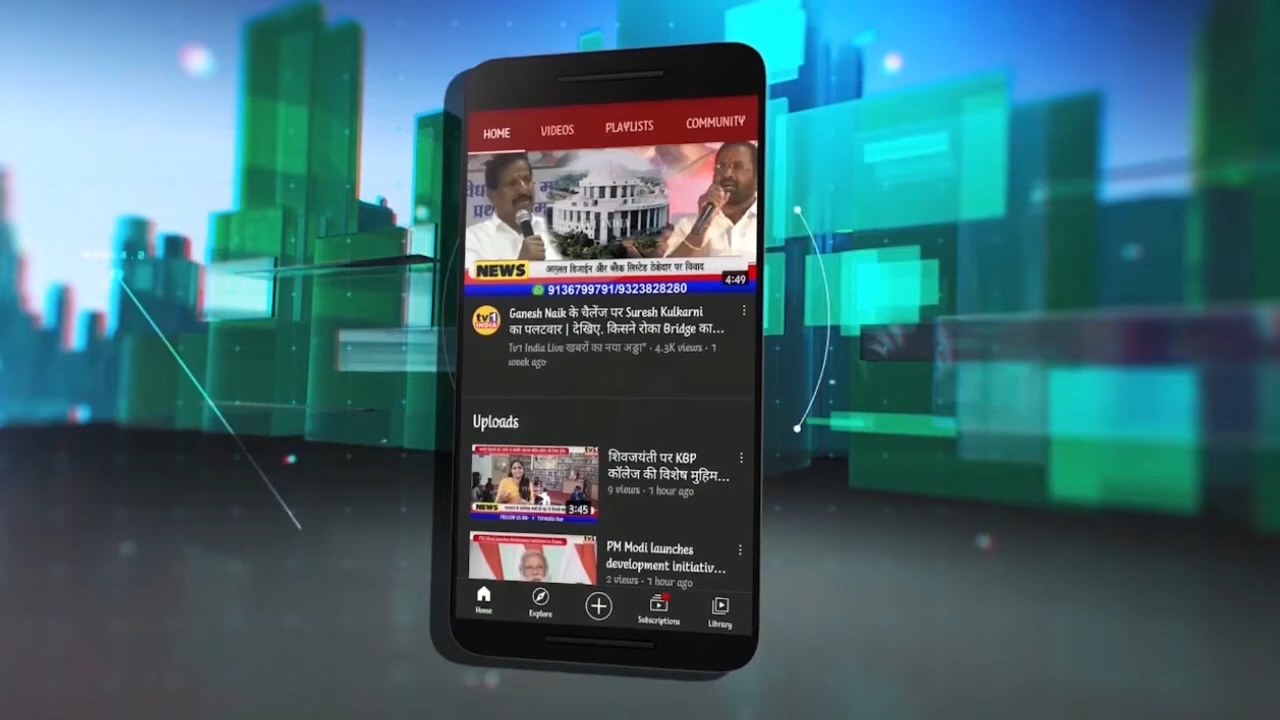 HOME VIDEOS PLAYLISTS COMMUNITY
NEWS
आयुक्त डिजाईन और ब्लैक लिस्टेड ठेकेदार पर विवाद
4:49
9136799791/9323828280
tv1
INDIA
Ganesh Naik के चैलेंज पर Suresh Kulkarni
का पलटवार | देखिए, किसने रोका Bridge का...
Tv1 India Live खबरों का नया अड्डा" · 4.3K views · 1
week ago
Uploads
शिवजयंती पर KBP
कॉलेज की विशेष मुहिम...
9 views · 1 hour ago
NEWS
3:45
PM Modi launches
development initiativ...
2 views · 1 hour ago
Home Explore Subscriptions Library